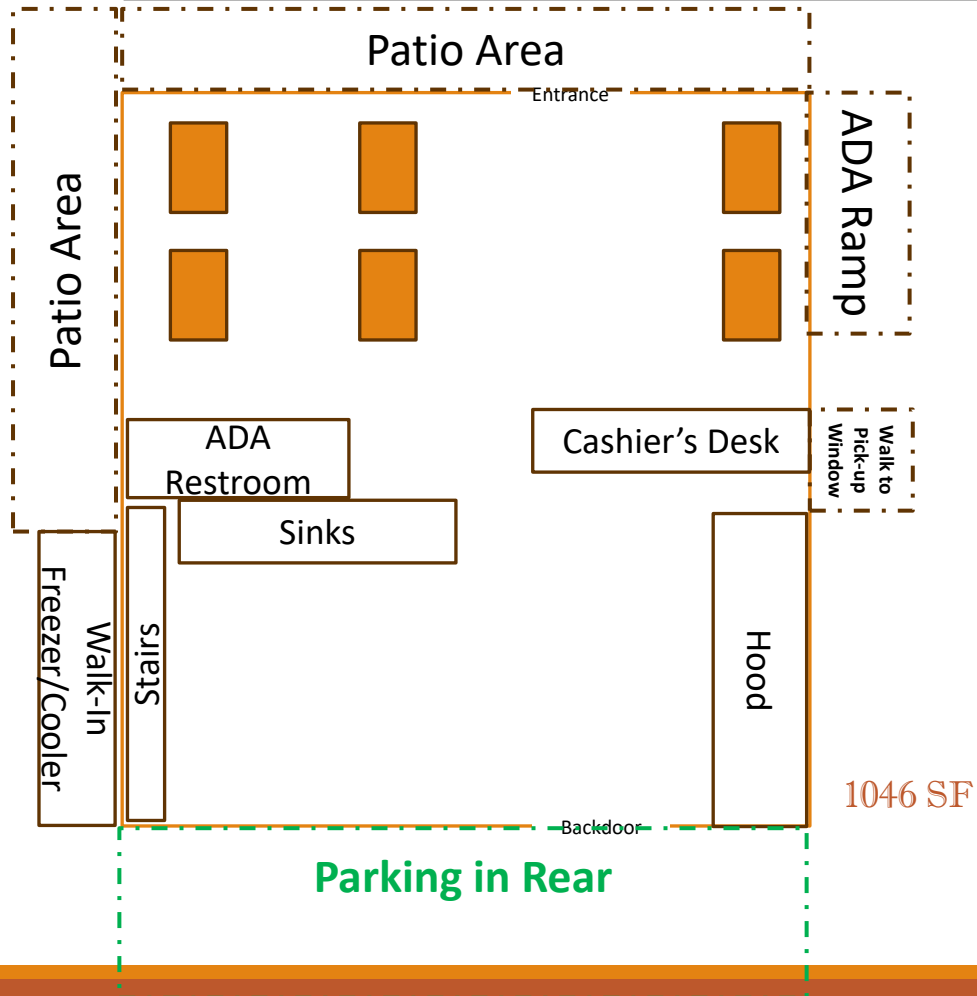 Patio Area
Entrance
Patio Area
ADA Ramp
ADA
Restroom
Cashier’s Desk
Walk to
Pick-up
Window
Sinks
Walk-In
Freezer/Cooler
Stairs
Hood
1046 SF
Backdoor
Parking in Rear